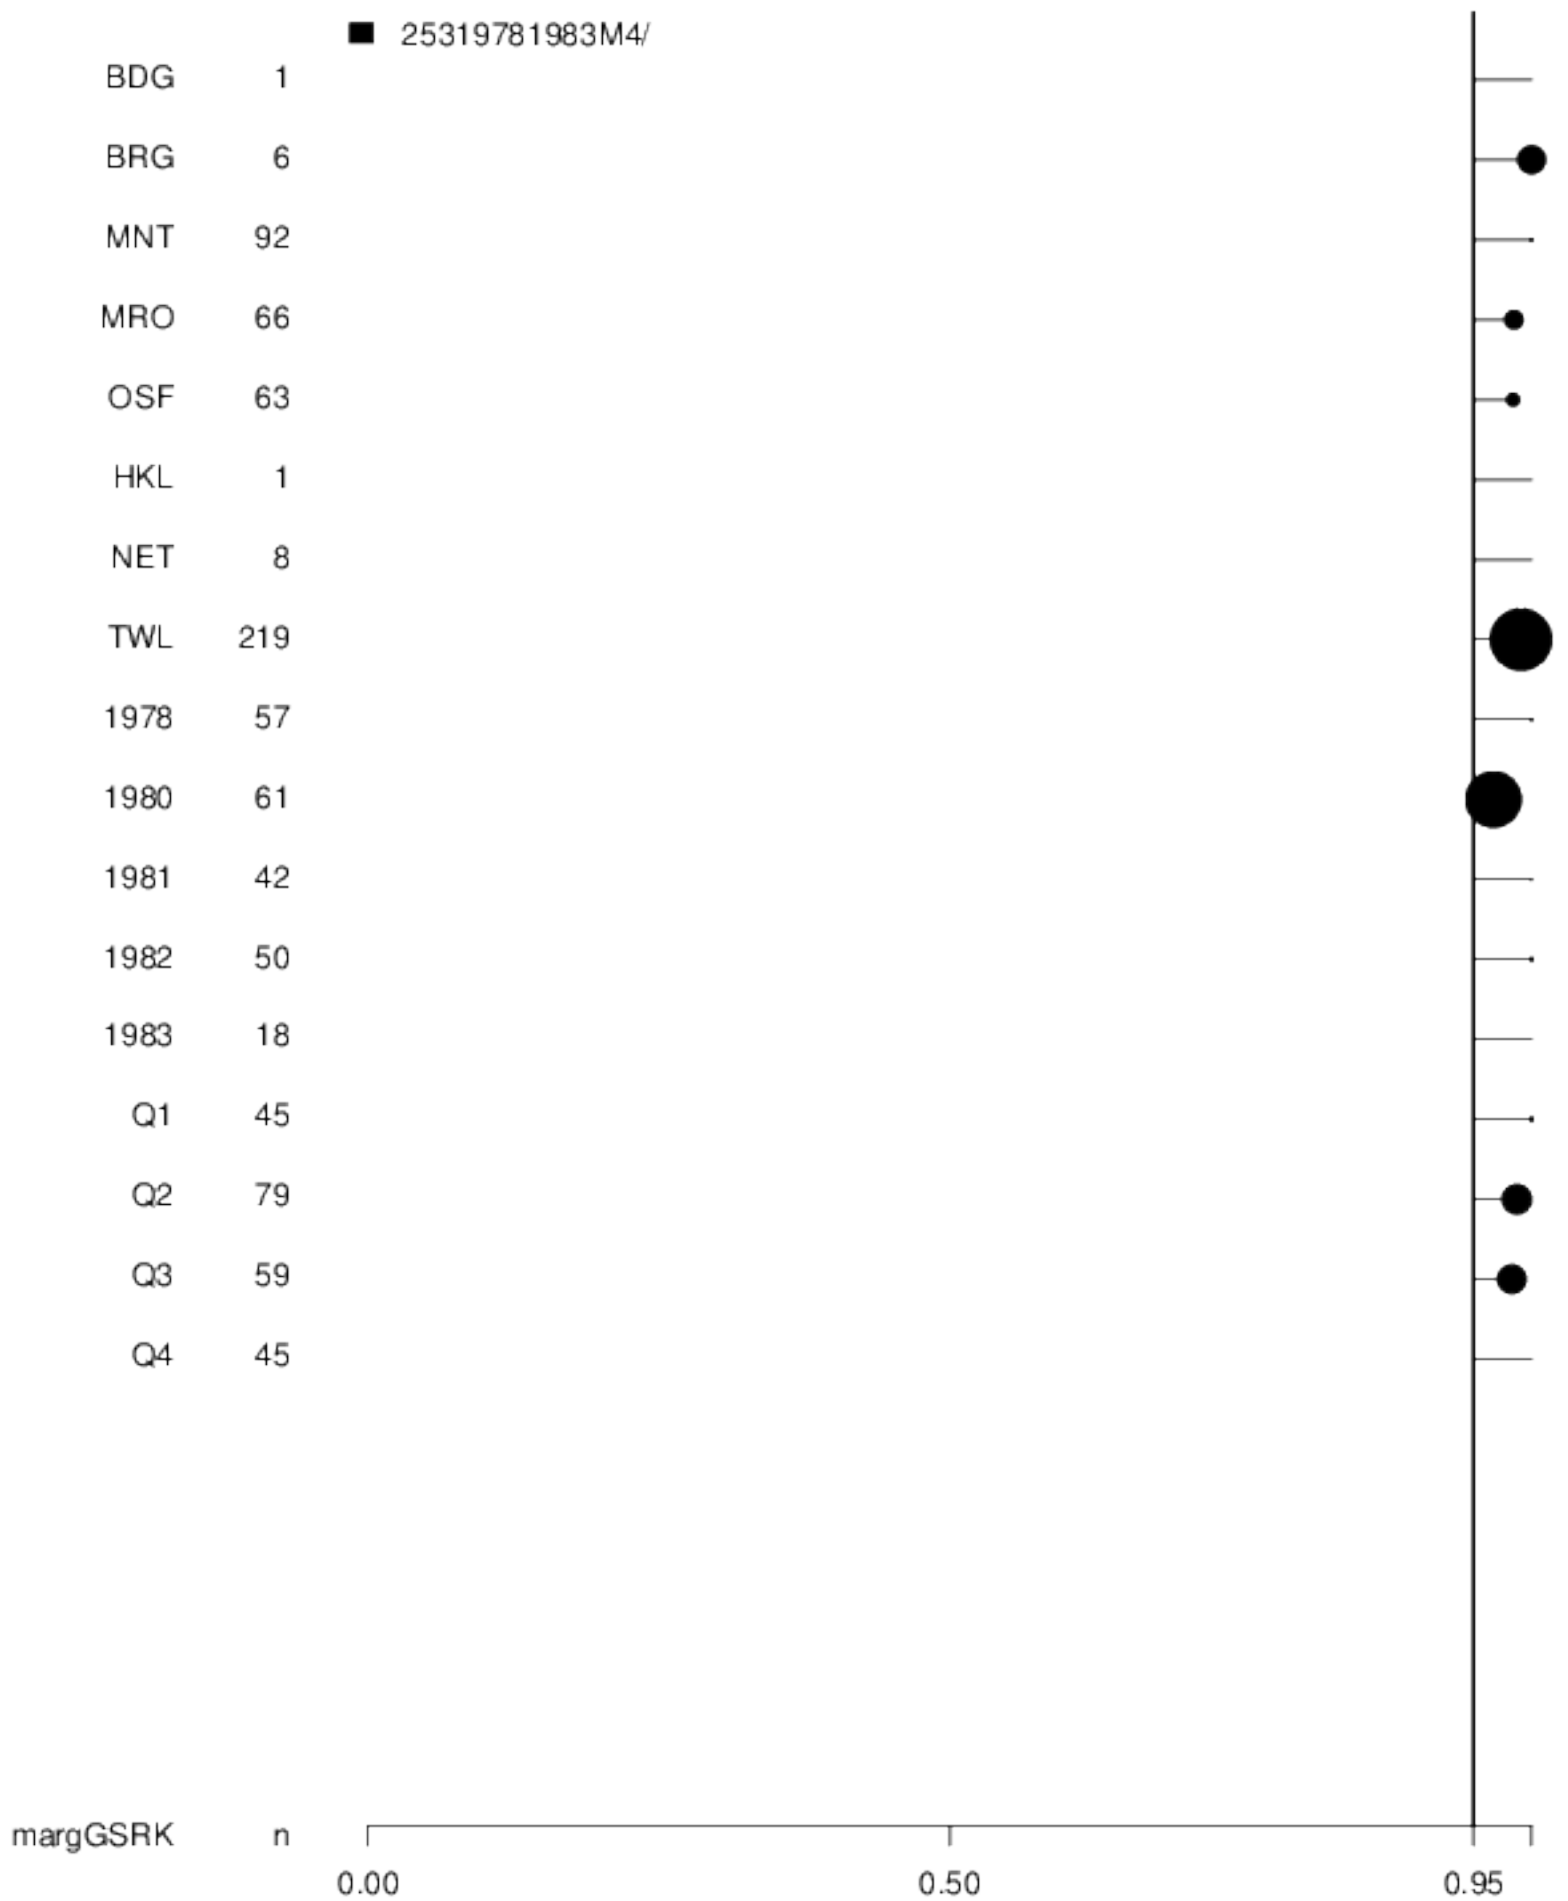 25319781983M4/
BDG 1
BRG 6
MNT 92
MRO 66
OSF 63
HKL 1
NET 8
TWL 219
1978 57
1980 61
1981 42
1982 50
1983 18
Q1 45
Q2 79
Q3 59
Q4 45
margGSRK n
0.00 0.50 0.95